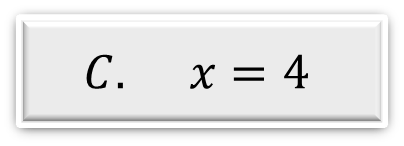 C. x = 4